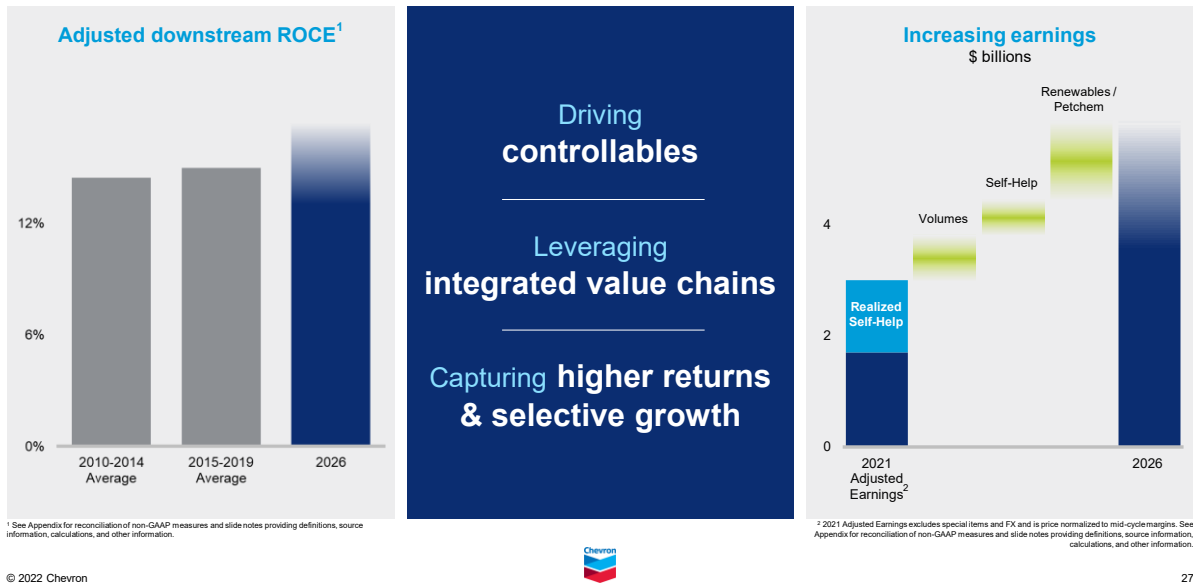 Adjusted downstream ROCE1
12%
6%
0%
2010-2014
Average
2015-2019
Average
2026
Driving
controllables
Leveraging
integrated value chains
Capturing higher returns
& selective growth
Increasing earnings
$ billions
Renewables /
Petchem
Self-Help
Volumes
4
Realized
Self-Help
2
0
2021
Adjusted
Earnings2
2026
1 See Appendix for reconciliation of non-GAAP measures and slide notes providing definitions, source
information, calculations, and other information.
2 2021 Adjusted Earnings excludes special items and FX and is price normalized to mid-cycle margins. See
Appendix for reconciliation of non-GAAP measures and slide notes providing definitions, source information,
calculations, and other information.
Chevron
© 2022 Chevron
27